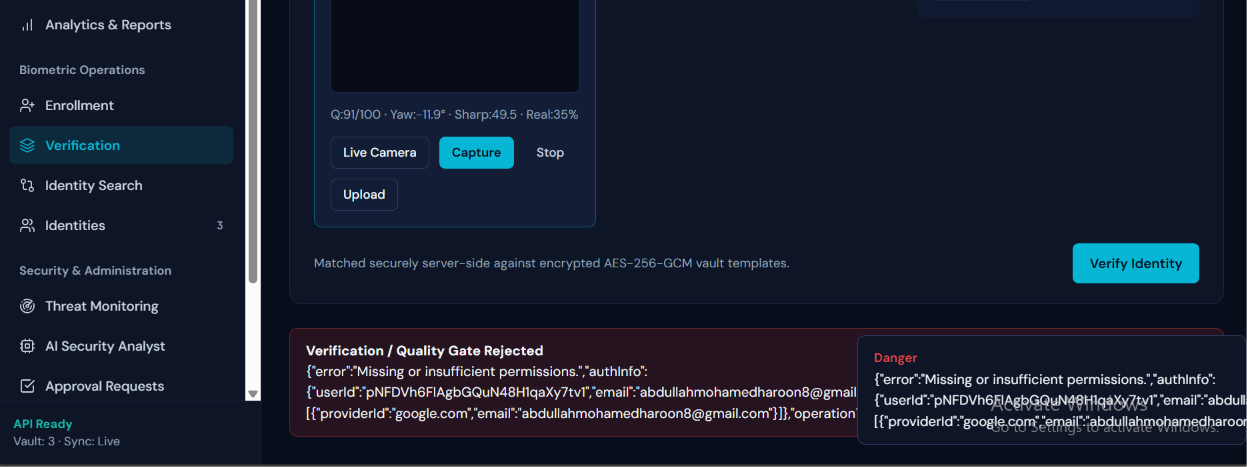 Analytics & Reports
Biometric Operations
Enrollment
Verification
Identity Search
Identities 3
Security & Administration
Threat Monitoring
AI Security Analyst
Approval Requests
API Ready
Vault: 3 · Sync: Live
Q:91/100 · Yaw:-11.9° · Sharp:49.5 · Real:35%
Live Camera Capture Stop
Upload
Matched securely server-side against encrypted AES-256-GCM vault templates.
Verify Identity
Verification / Quality Gate Rejected
{"error":"Missing or insufficient permissions.","authInfo":
{"userId":"pNFDVh6FlAgbGQuN48H1qaXy7tv1","email":"abdullahmohamedharoon8@gmail
[{"providerId":"google.com","email":"abdullahmohamedharoon8@gmail.com"}]},"operation
Danger
{"error":"Missing or insufficient permissions.","authInfo":
{"userId":"pNFDVh6FlAgbGQuN48H1qaXy7tv1","email":"abdull
[{"providerId":"google.com","email":"abdullahmohamedharoon
Activate Windows
Go to Settings to activate Windows.